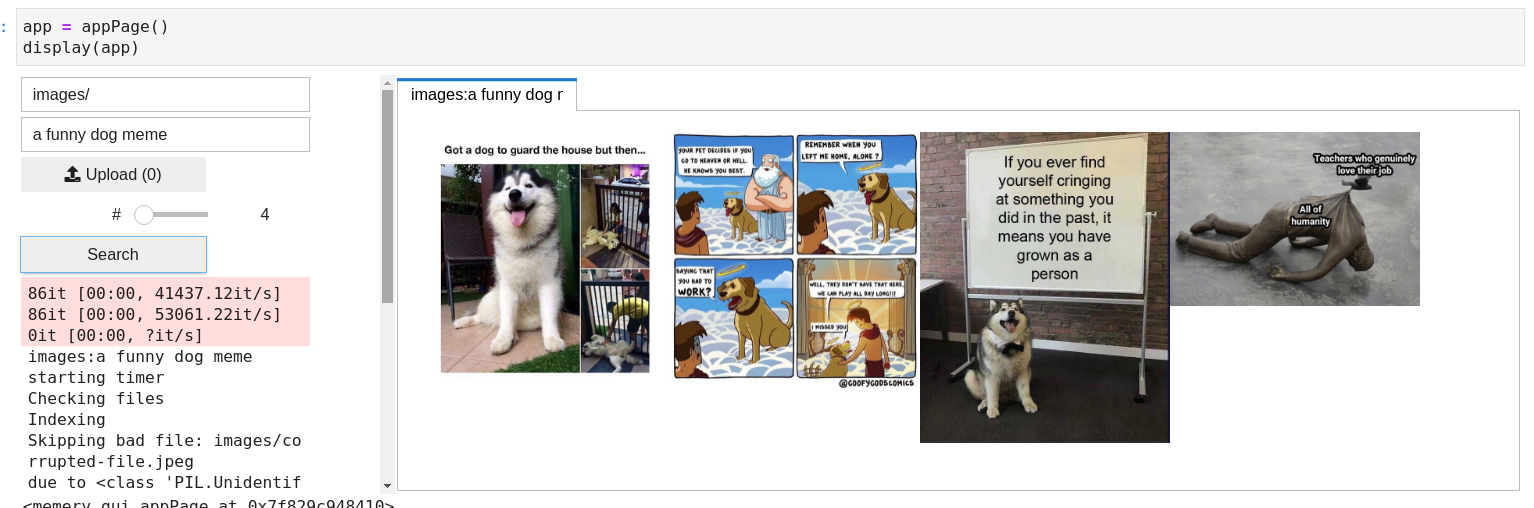 :
app = appPage()
display(app)
images/
a funny dog meme
Upload (0)
# 4
Search
86it [00:00, 41437.12it/s]
86it [00:00, 53061.22it/s]
0it [00:00, ?it/s]
images:a funny dog meme
starting timer
Checking files
Indexing
Skipping bad file: images/co
rrupted-file.jpeg
due to <class 'PIL.Unidentif
<memery.gui.appPage at 0x7f829c948410>
images:a funny dog r
Got a dog to guard the house but then...
YOUR PET DECIDES IF YOU
GO TO HEAVEN OR HELL.
HE KNOWS YOU BEST.
REMEMBER WHEN YOU
LEFT ME HOME, ALONE ?
SAYING THAT
YOU HAD TO
WORK?
WELL, THEY DON'T HAVE THAT HERE,
WE CAN PLAY ALL DAY LONG!!!
I MISSED YOU
@GOOFYGODSCOMICS
If you ever find
yourself cringing
at something you
did in the past, it
means you have
grown as a
person
Teachers who genuinely
love their job
All of
humanity